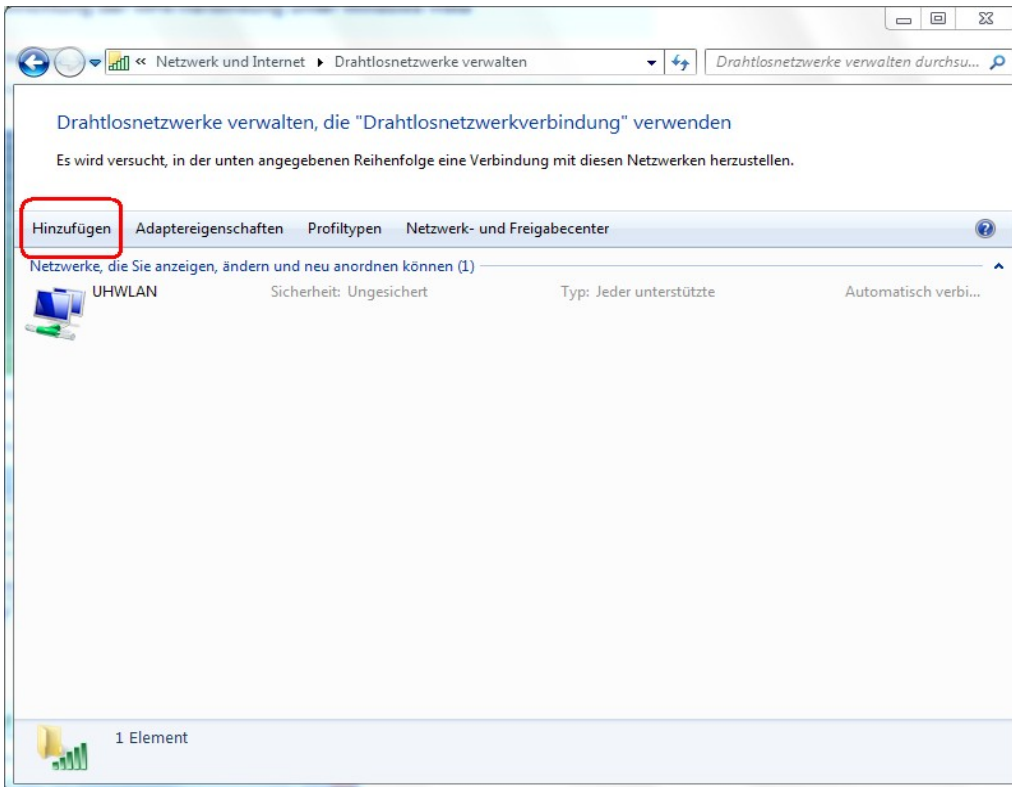 « Netzwerk und Internet Drahtlosnetzwerke verwalten Drahtlosnetzwerke verwalten durchsu...
Drahtlosnetzwerke verwalten, die "Drahtlosnetzwerkverbindung" verwenden
Es wird versucht, in der unten angegebenen Reihenfolge eine Verbindung mit diesen Netzwerken herzustellen.
Hinzufügen Adaptereigenschaften Profiltypen Netzwerk- und Freigabecenter
Netzwerke, die Sie anzeigen, ändern und neu anordnen können (1)
UHWLAN Sicherheit: Ungesichert Typ: Jeder unterstützte Automatisch verbi...
1 Element